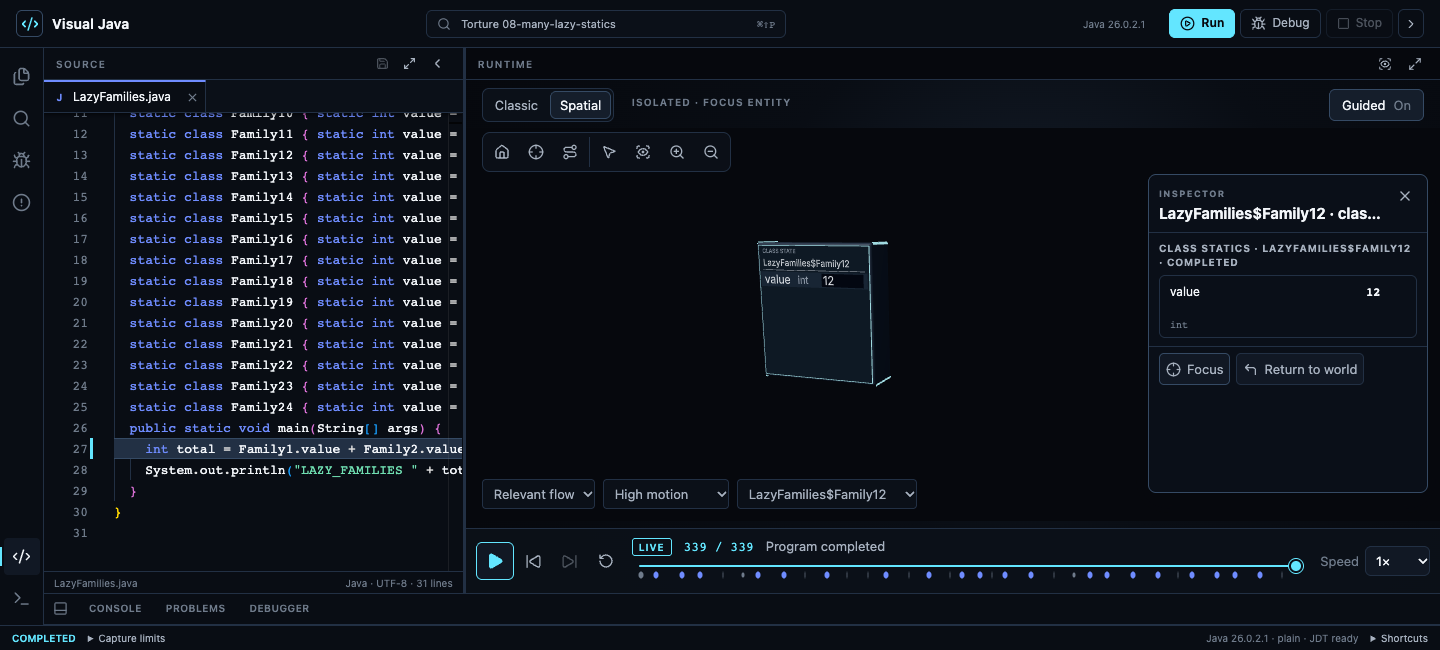 Visual Java
Torture 08-many-lazy-statics
⌘⇧P
Java 26.0.2.1
Run
Debug
Stop
SOURCE
RUNTIME
J LazyFamilies.java
Classic
Spatial
ISOLATED · FOCUS ENTITY
Guided On
11 static class Family10 { static int value =
12 static class Family11 { static int value =
13 static class Family12 { static int value =
14 static class Family13 { static int value =
15 static class Family14 { static int value =
16 static class Family15 { static int value =
17 static class Family16 { static int value =
18 static class Family17 { static int value =
19 static class Family18 { static int value =
20 static class Family19 { static int value =
21 static class Family20 { static int value =
22 static class Family21 { static int value =
23 static class Family22 { static int value =
24 static class Family23 { static int value =
25 static class Family24 { static int value =
26 public static void main(String[] args) {
27 int total = Family1.value + Family2.value
28 System.out.println("LAZY_FAMILIES " + tot
29 }
30 }
31
LazyFamilies.java
Java · UTF-8 · 31 lines
CLASS STATE
LazyFamilies$Family12
value int 12
INSPECTOR
LazyFamilies$Family12 · clas...
CLASS STATICS · LAZYFAMILIES$FAMILY12
· COMPLETED
value 12
int
Focus
Return to world
Relevant flow
High motion
LazyFamilies$Family12
LIVE
339 / 339
Program completed
Speed
1×
CONSOLE
PROBLEMS
DEBUGGER
COMPLETED
Capture limits
Java 26.0.2.1 · plain · JDT ready
Shortcuts